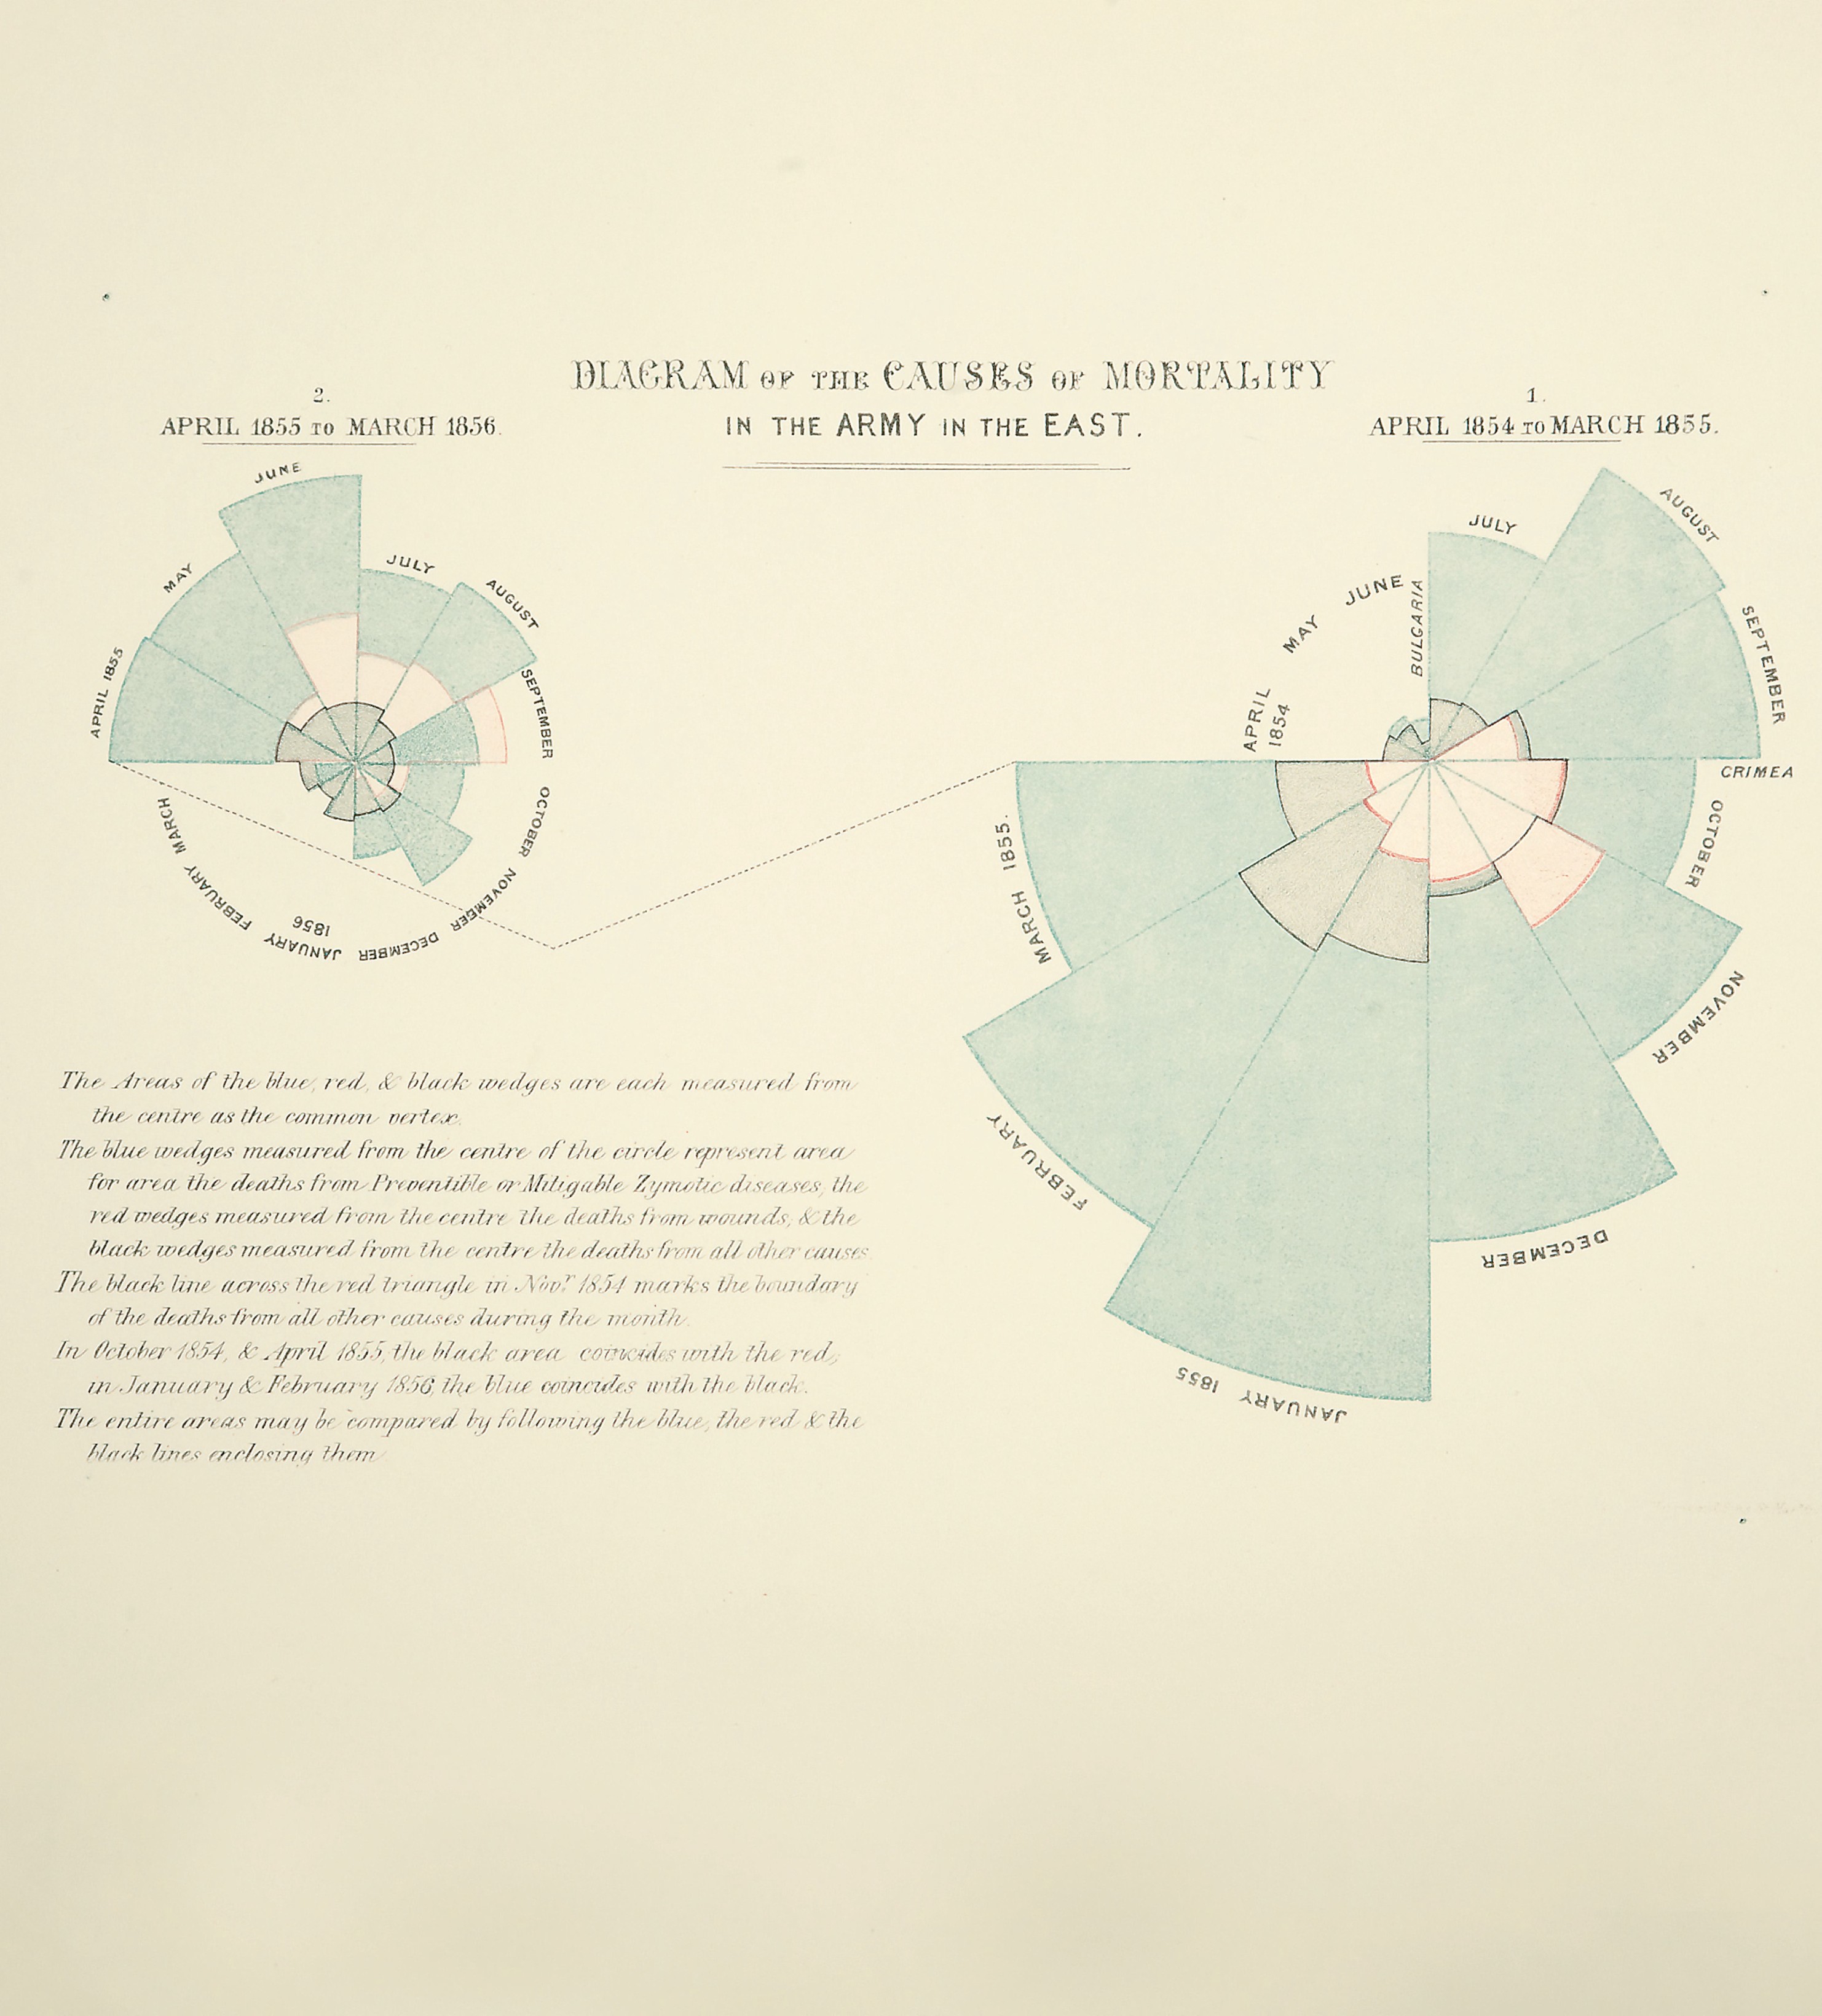 DIAGRAM OF THE CAUSES OF MORTALITY
IN THE ARMY IN THE EAST.
2.
APRIL 1855 TO MARCH 1856.
APRIL 1855
MAY
JUNE
JULY
AUGUST
SEPTEMBER
OCTOBER
NOVEMBER
DECEMBER
JANUARY
1856
FEBRUARY
MARCH
1.
APRIL 1854 TO MARCH 1855.
APRIL
1854
MAY
JUNE
BULGARIA
JULY
AUGUST
SEPTEMBER
CRIMEA
OCTOBER
NOVEMBER
DECEMBER
JANUARY 1855
FEBRUARY
MARCH 1855.
The Areas of the blue, red, & black wedges are each measured from
the centre as the common vertex.
The blue wedges measured from the centre of the circle represent area
for area the deaths from Preventible or Mitigable Zymotic diseases, the
red wedges measured from the centre the deaths from wounds, & the
black wedges measured from the centre the deaths from all other causes
The black line across the red triangle in Novr. 1854 marks the boundary
of the deaths from all other causes during the month.
In October 1854, & April 1855, the black area coincides with the red,
in January & February 1856, the blue coincides with the black.
The entire areas may be compared by following the blue, the red & the
black lines enclosing them